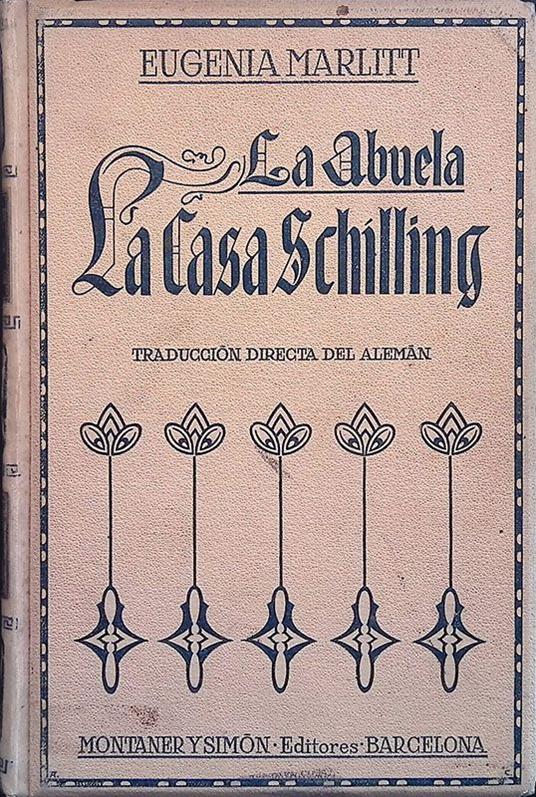 EUGENIA MARLITT
La Abuela
La Casa Schilling
TRADUCCIÓN DIRECTA DEL ALEMÁN
MONTANER Y SIMÓN · Editores · BARCELONA